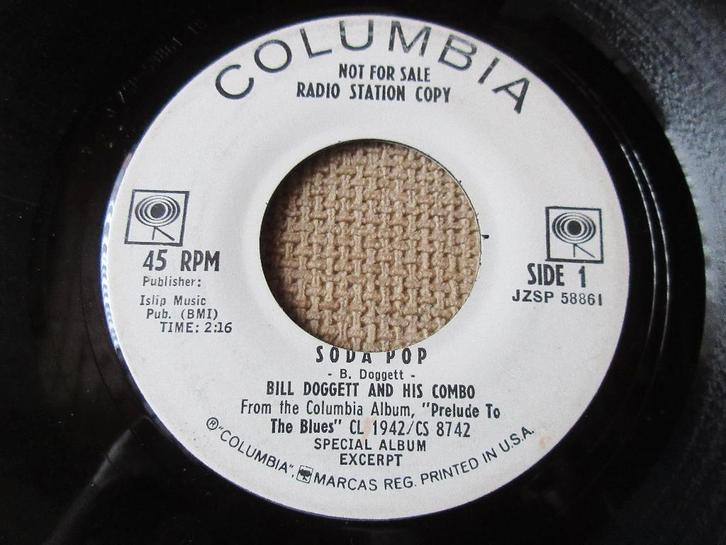 COLUMBIA
NOT FOR SALE
RADIO STATION COPY
45 RPM
Publisher:
Islip Music
Pub. (BMI)
TIME: 2:16
SIDE 1
JZSP 58861
SODA POP
- B. Doggett -
BILL DOGGETT AND HIS COMBO
From the Columbia Album, "Prelude To
The Blues" CL 1942/CS 8742
SPECIAL ALBUM
EXCERPT
® "COLUMBIA", MARCAS REG. PRINTED IN U.S.A.